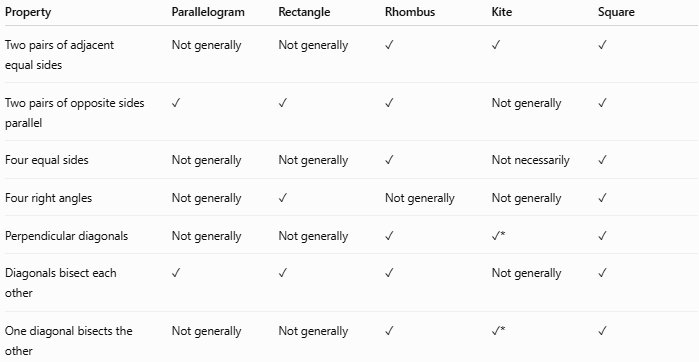 Property Parallelogram Rectangle Rhombus Kite Square
Two pairs of adjacent equal sides Not generally Not generally ✓ ✓ ✓
Two pairs of opposite sides parallel ✓ ✓ ✓ Not generally ✓
Four equal sides Not generally Not generally ✓ Not necessarily ✓
Four right angles Not generally ✓ Not generally Not generally ✓
Perpendicular diagonals Not generally Not generally ✓ ✓* ✓
Diagonals bisect each other ✓ ✓ ✓ Not generally ✓
One diagonal bisects the other Not generally Not generally ✓ ✓* ✓